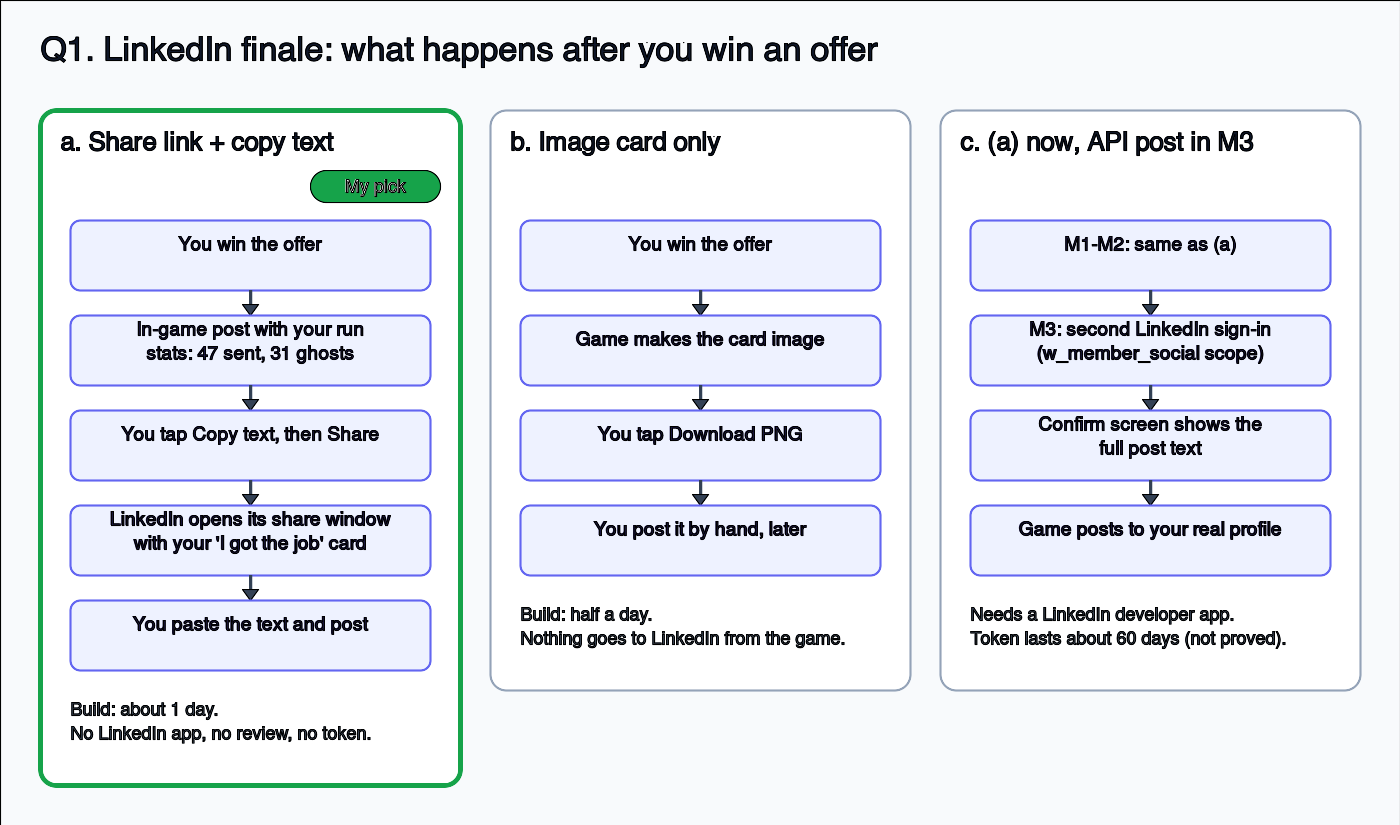 Q1. LinkedIn finale: what happens after you win an offer
a. Share link + copy text
My pick
You win the offer
In-game post with your run
stats: 47 sent, 31 ghosts
You tap Copy text, then Share
LinkedIn opens its share window
with your 'I got the job' card
You paste the text and post
Build: about 1 day.
No LinkedIn app, no review, no token.
b. Image card only
You win the offer
Game makes the card image
You tap Download PNG
You post it by hand, later
Build: half a day.
Nothing goes to LinkedIn from the game.
c. (a) now, API post in M3
M1-M2: same as (a)
M3: second LinkedIn sign-in
(w_member_social scope)
Confirm screen shows the
full post text
Game posts to your real profile
Needs a LinkedIn developer app.
Token lasts about 60 days (not proved).